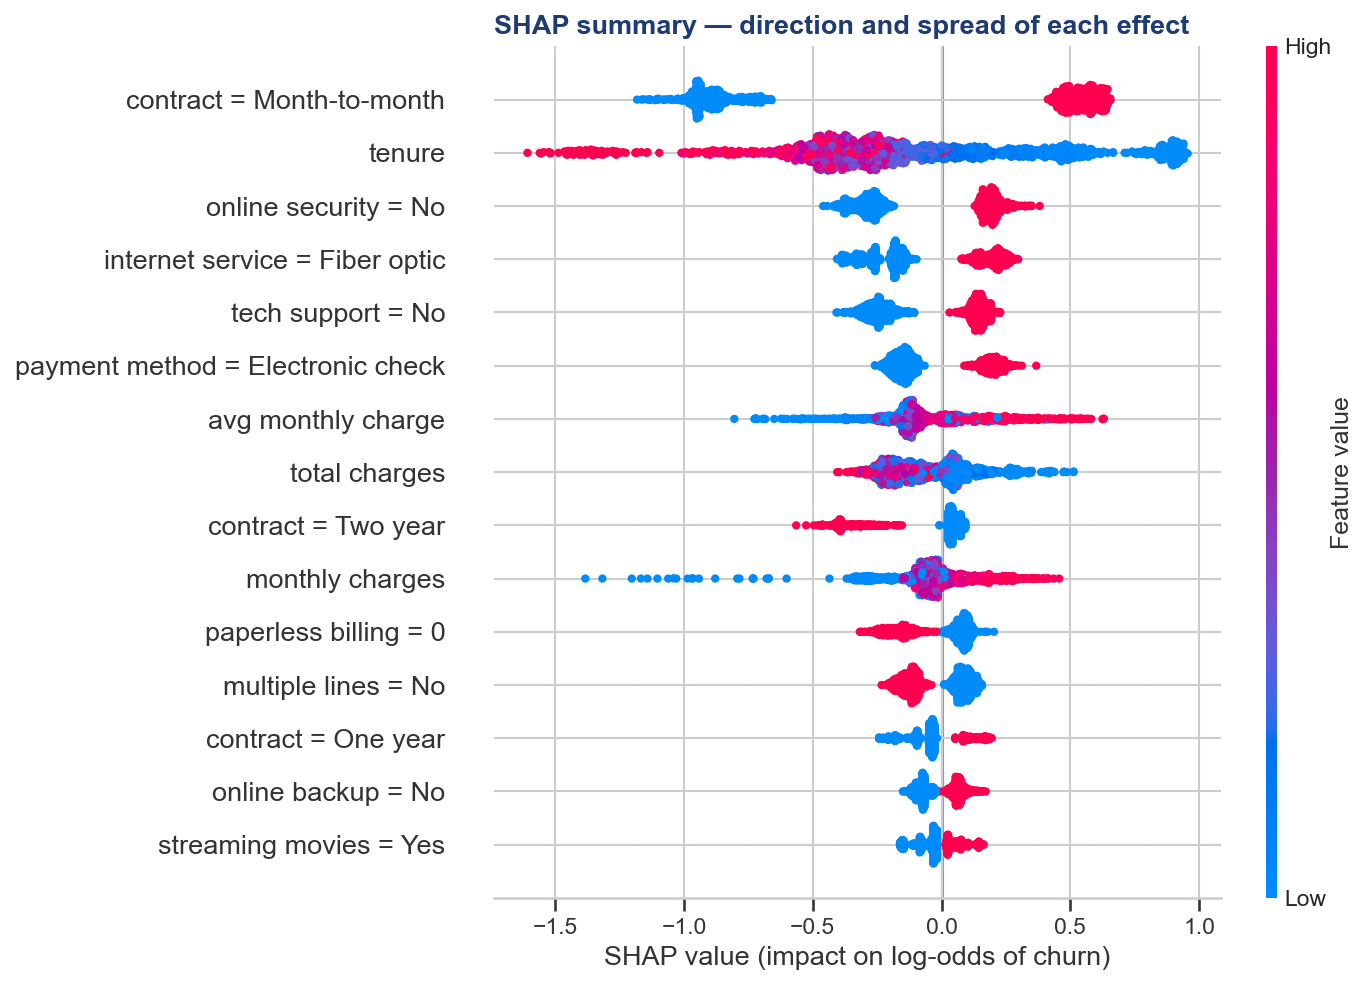 SHAP summary — direction and spread of each effect
High
contract = Month-to-month
tenure
online security = No
internet service = Fiber optic
tech support = No
payment method = Electronic check
avg monthly charge
total charges
contract = Two year
monthly charges
paperless billing = 0
multiple lines = No
contract = One year
online backup = No
streaming movies = Yes
Feature value
Low
−1.5 −1.0 −0.5 0.0 0.5 1.0
SHAP value (impact on log-odds of churn)